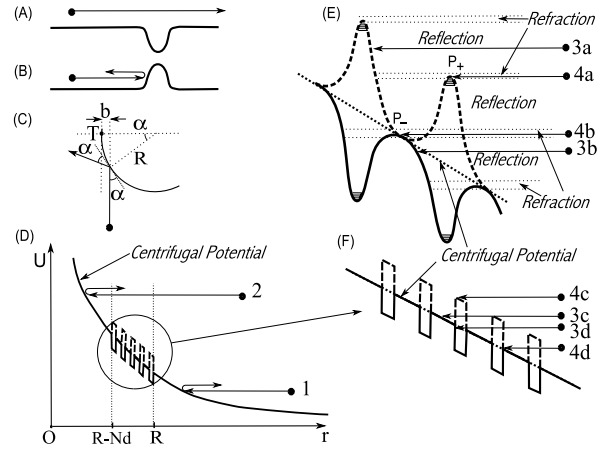 (A)
(B)
(C)
b
T
α
α
R
α
(D)
U
Centrifugal Potential
2
1
O
R-Nd
R
r
(E)
Refraction
Reflection
3a
P+
4a
Reflection
P−
4b
3b
Reflection
Refraction
Centrifugal Potential
(F)
4c
3c
3d
4d